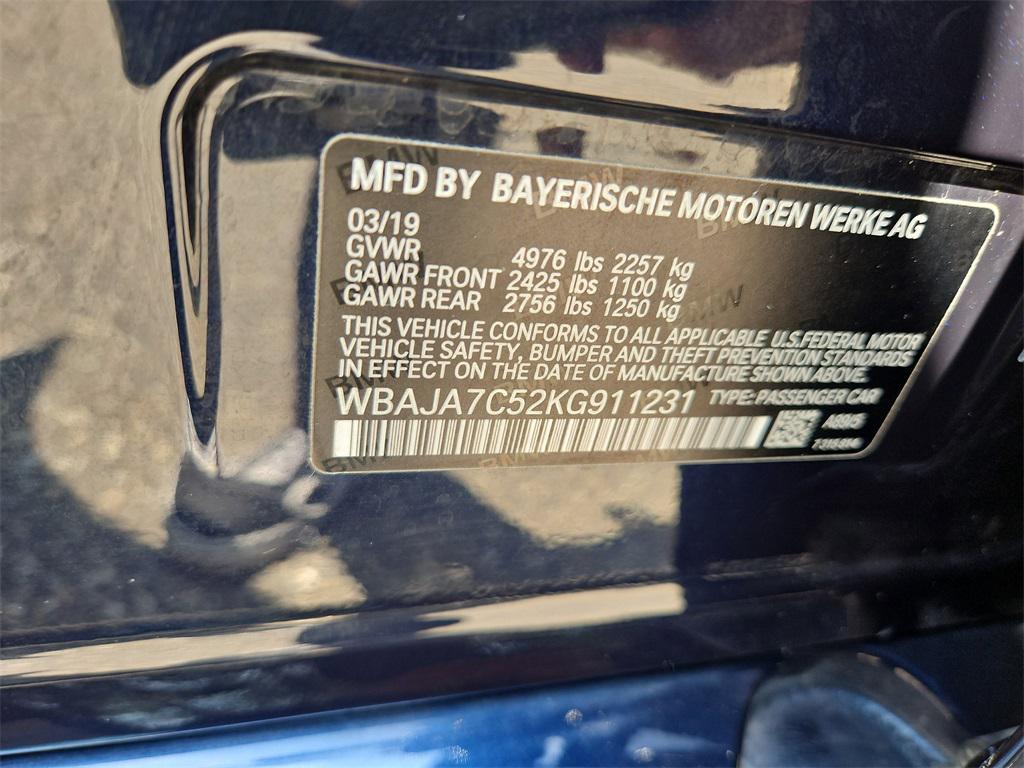 MFD BY BAYERISCHE MOTOREN WERKE AG
03/19
GVWR 4976 lbs 2257 kg
GAWR FRONT 2425 lbs 1100 kg
GAWR REAR 2756 lbs 1250 kg
THIS VEHICLE CONFORMS TO ALL APPLICABLE U.S.FEDERAL MOTOR
VEHICLE SAFETY, BUMPER AND THEFT PREVENTION STANDARDS
IN EFFECT ON THE DATE OF MANUFACTURE SHOWN ABOVE.
WBAJA7C52KG911231 TYPE: PASSENGER CAR